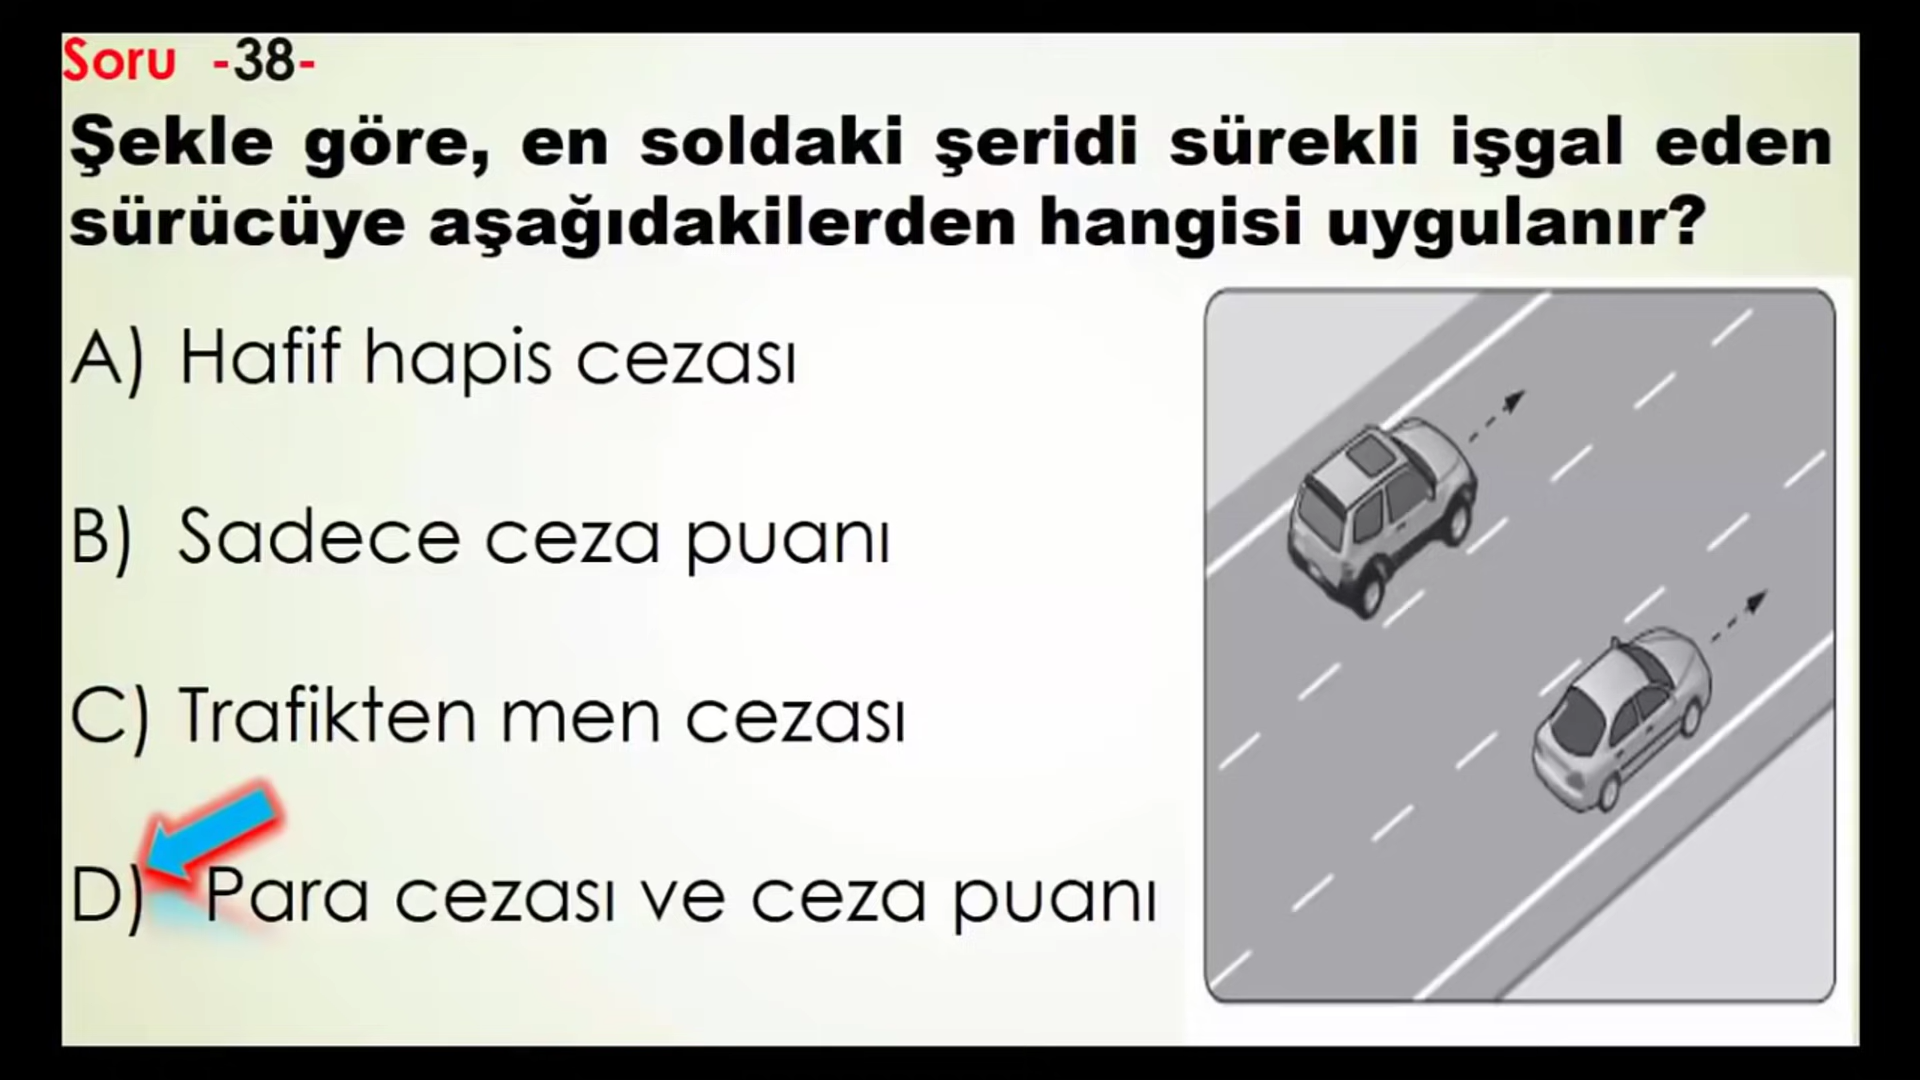 Soru -38-
Şekle göre, en soldaki şeridi sürekli işgal eden
sürücüye aşağıdakilerden hangisi uygulanır?
A) Hafif hapis cezası
B) Sadece ceza puanı
C) Trafikten men cezası
D) Para cezası ve ceza puanı